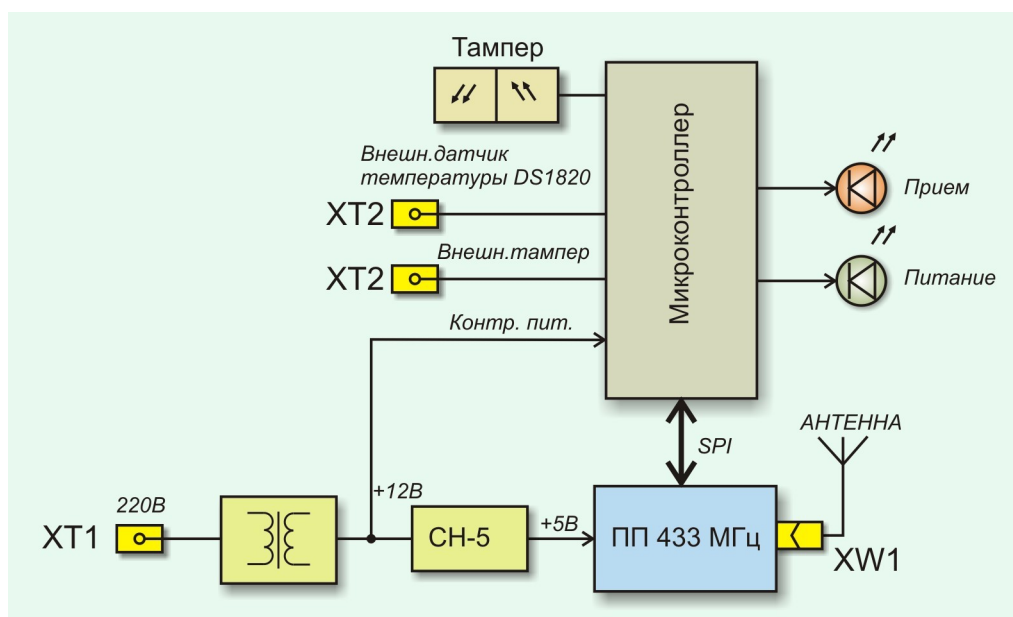 Тампер
Внешн.датчик
температуры DS1820
XT2
Внешн.тампер
XT2
Контр. пит.
Микроконтроллер
Прием
Питание
SPI
АНТЕННА
220В
XT1
+12В
СН-5
+5В
ПП 433 МГц
XW1